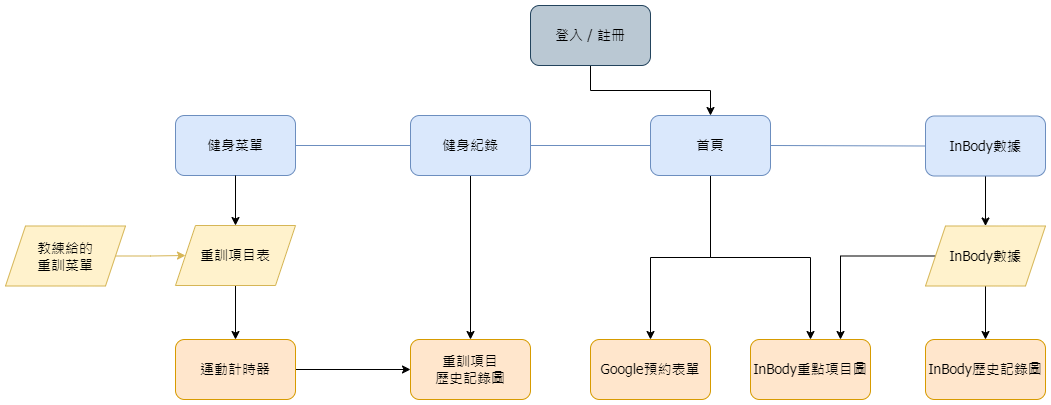 登入 / 註冊
健身菜單
健身紀錄
首頁
InBody數據
教練給的
重訓菜單
重訓項目表
InBody數據
運動計時器
重訓項目
歷史記錄圖
Google預約表單
InBody重點項目圖
InBody歷史記錄圖